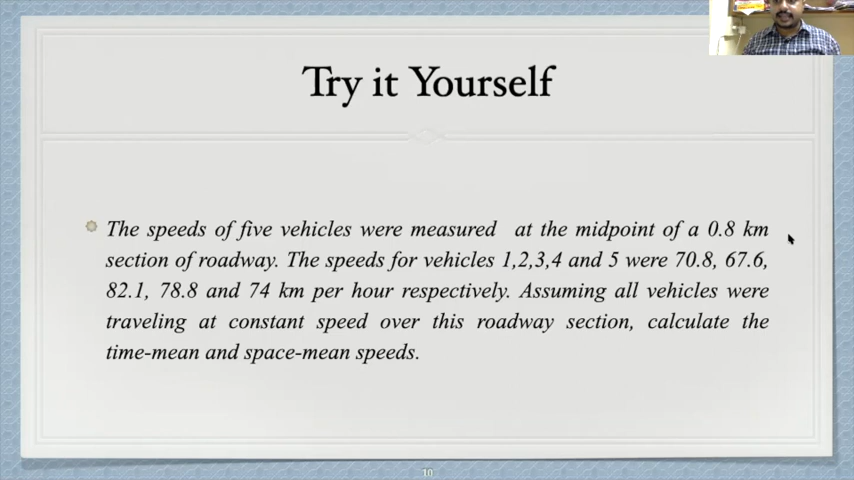 Try it Yourself
The speeds of five vehicles were measured at the midpoint of a 0.8 km
section of roadway. The speeds for vehicles 1,2,3,4 and 5 were 70.8, 67.6,
82.1, 78.8 and 74 km per hour respectively. Assuming all vehicles were
traveling at constant speed over this roadway section, calculate the
time-mean and space-mean speeds.
10